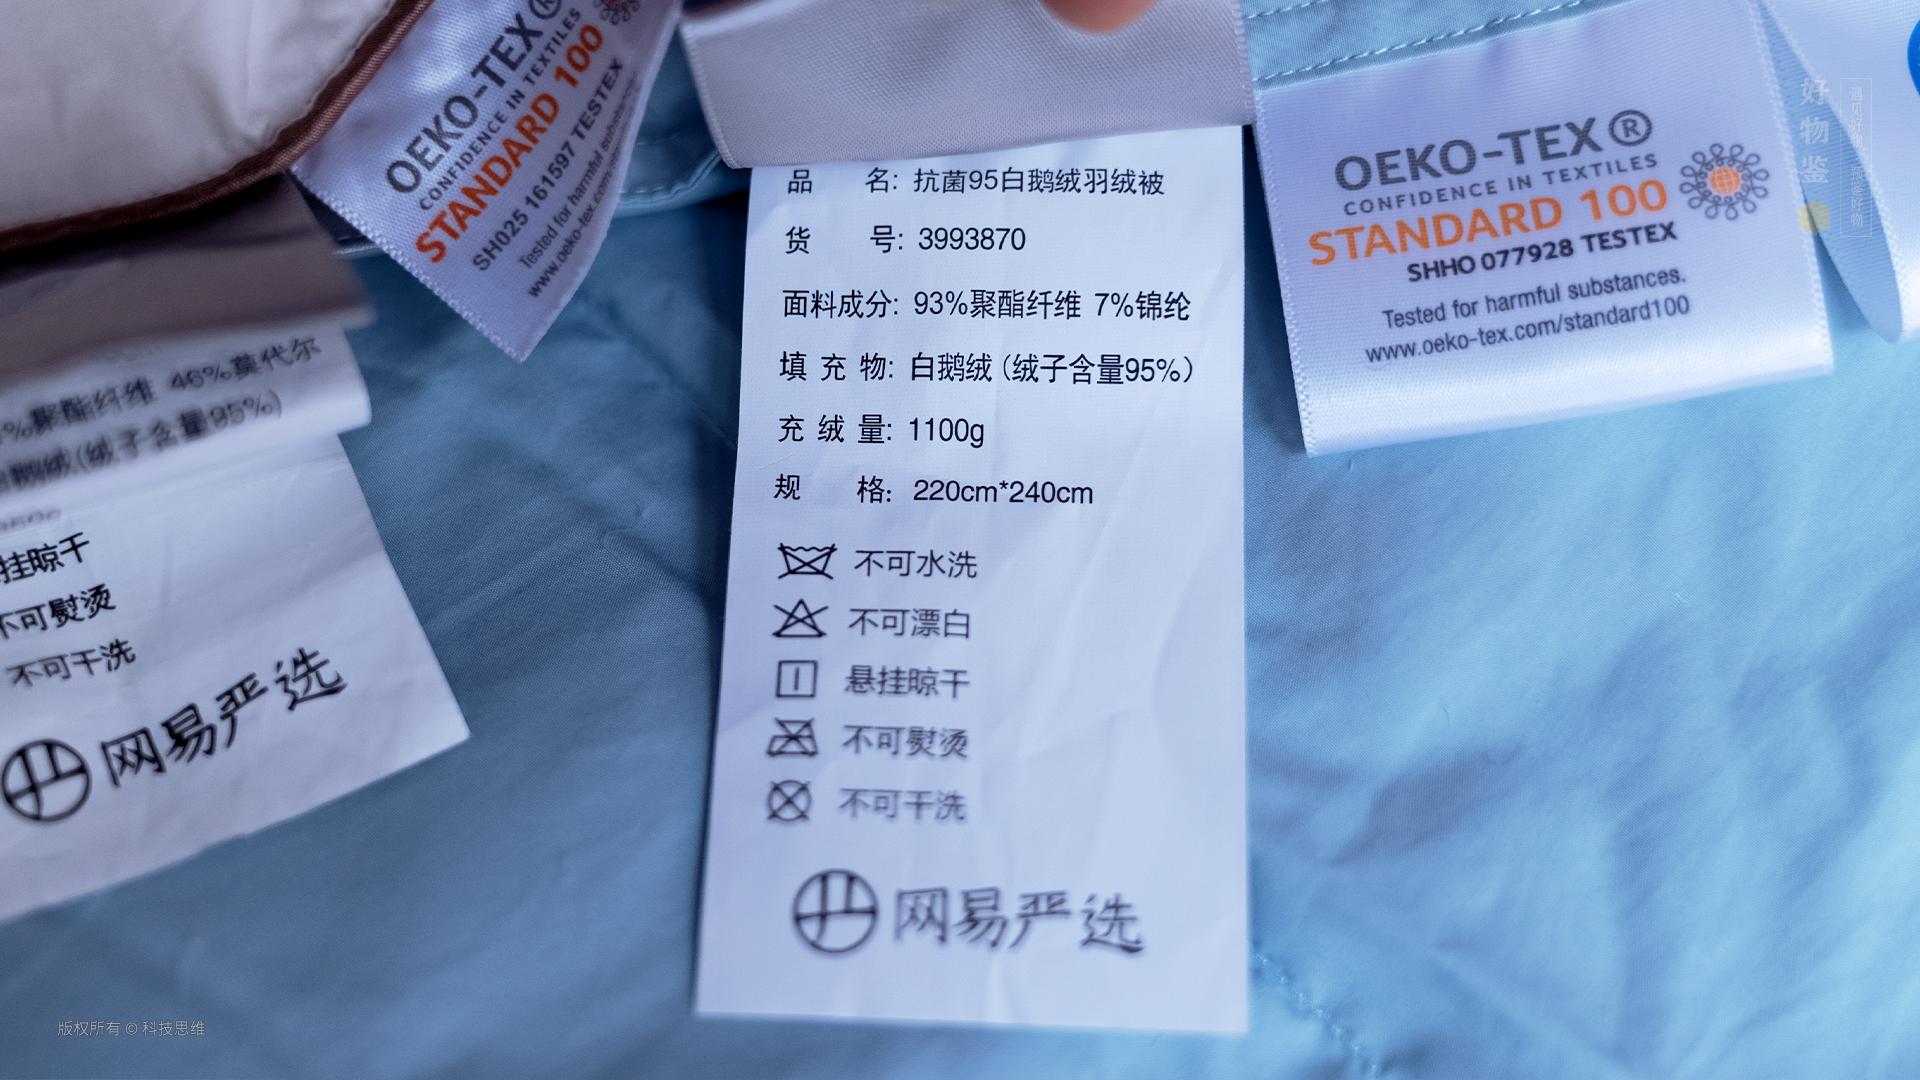 OEKO-TEX®
CONFIDENCE IN TEXTILES
STANDARD 100
SH025 161597 TESTEX
Tested for harmful
www.oeko-tex.com
46%莫代尔
%聚酯纤维
鹅绒(绒子含量95%)
挂晾干
不可熨烫
不可干洗
网易严选
品 名: 抗菌95白鹅绒羽绒被
货 号: 3993870
面料成分: 93%聚酯纤维 7%锦纶
填充物: 白鹅绒(绒子含量95%)
充绒量: 1100g
规 格: 220cm*240cm
不可水洗
不可漂白
悬挂晾干
不可熨烫
不可干洗
网易严选
OEKO-TEX®
CONFIDENCE IN TEXTILES
STANDARD 100
SHHO 077928 TESTEX
Tested for harmful substances.
www.oeko-tex.com/standard100
好物鉴
版权所有 © 科技思维